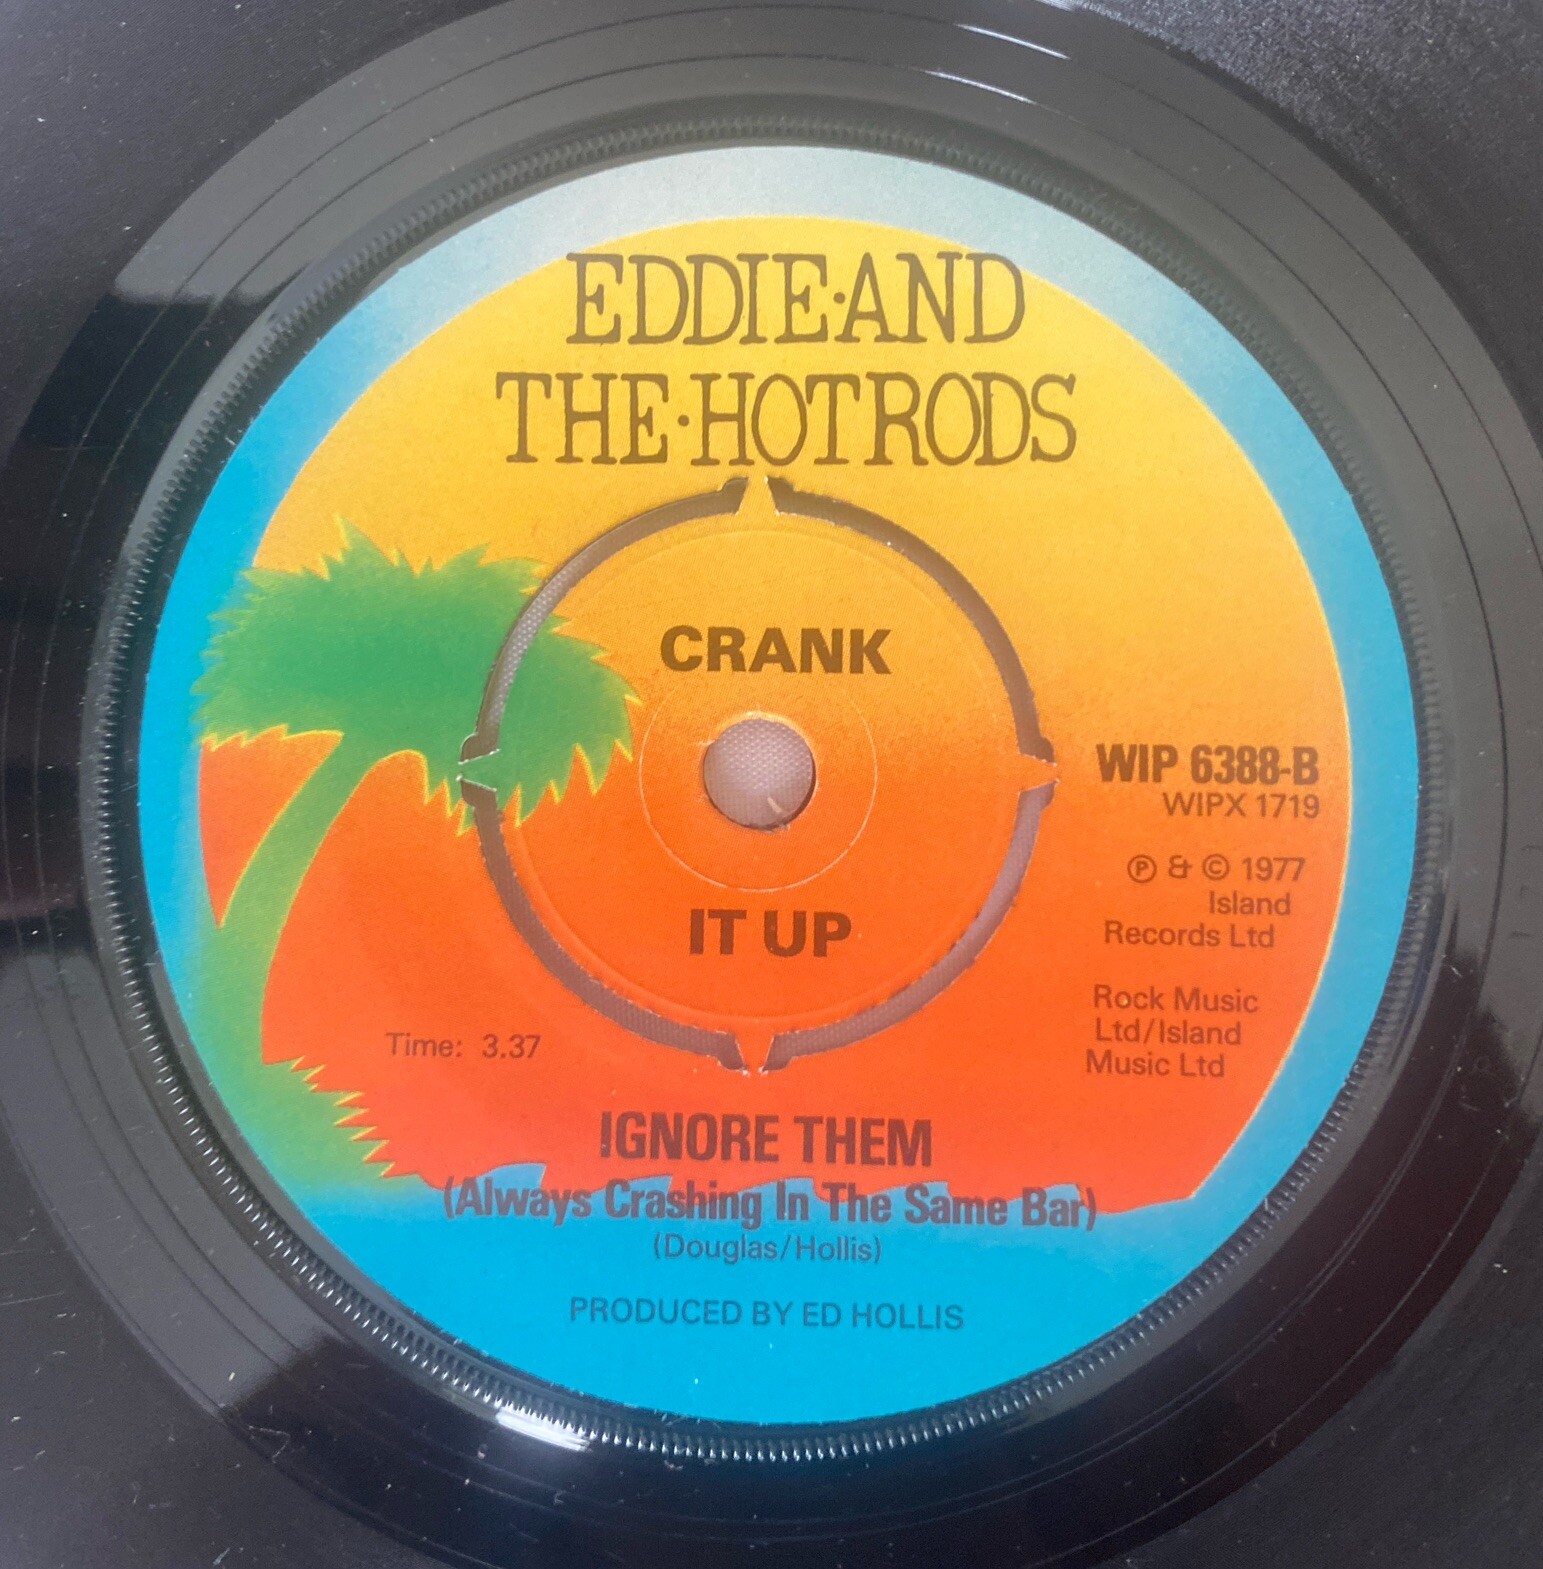 EDDIE·AND
THE·HOTRODS
CRANK
WIP 6388-B
WIPX 1719
Ⓟ & © 1977
Island
Records Ltd
IT UP
Rock Music
Ltd/Island
Music Ltd
Time: 3.37
IGNORE THEM
(Always Crashing In The Same Bar)
(Douglas/Hollis)
PRODUCED BY ED HOLLIS